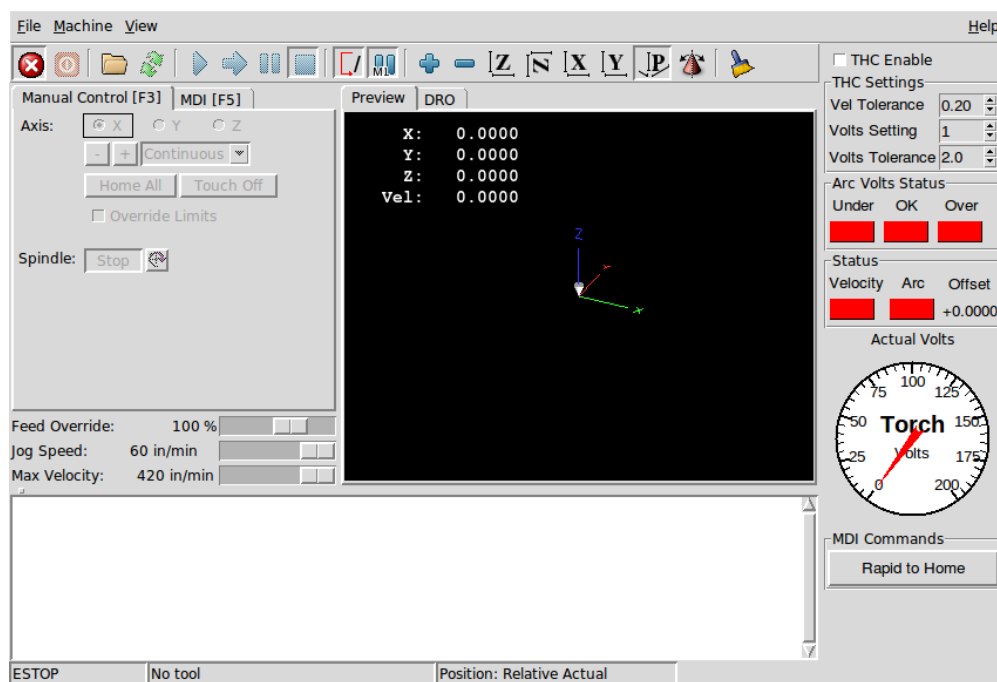 File Machine View Help
M1 Z N X Y P
THC Enable
THC Settings
Vel Tolerance 0.20
Volts Setting 1
Volts Tolerance 2.0
Arc Volts Status
Under OK Over
Status
Velocity Arc Offset
+0.0000
Actual Volts
0 25 50 75 100 125 150 175 200
Torch
Volts
MDI Commands
Rapid to Home
Manual Control [F3] MDI [F5]
Axis: X Y Z
- + Continuous
Home All Touch Off
Override Limits
Spindle: Stop
Feed Override: 100 %
Jog Speed: 60 in/min
Max Velocity: 420 in/min
Preview DRO
X: 0.0000
Y: 0.0000
Z: 0.0000
Vel: 0.0000
Z
Y
X
ESTOP No tool Position: Relative Actual